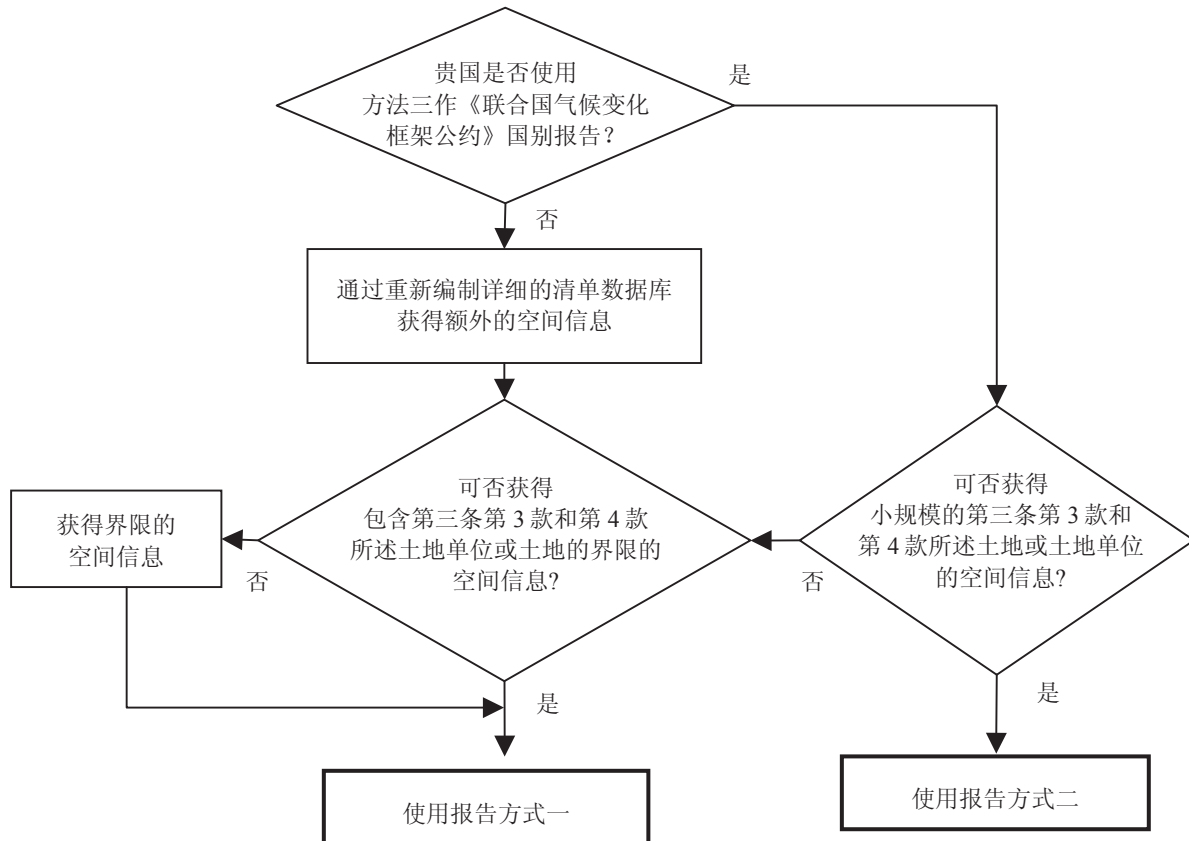 贵国是否使用
方法三作《联合国气候变化
框架公约》国别报告？
是
否
通过重新编制详细的清单数据库
获得额外的空间信息
可否获得
包含第三条第 3 款和第 4 款
所述土地单位或土地的界限的
空间信息?
可否获得
小规模的第三条第 3 款和
第 4 款所述土地或土地单位
的空间信息?
获得界限的
空间信息
否
否
是
是
使用报告方式一
使用报告方式二